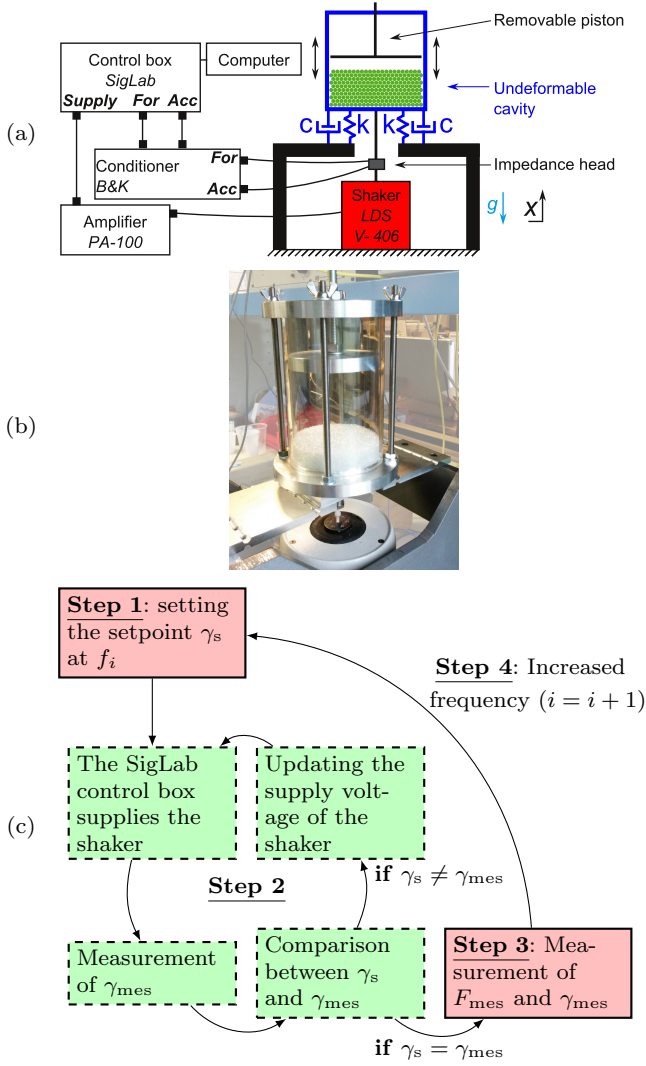 (a)
Control box
SigLab
Supply For Acc
Computer
Conditioner
B&K
For
Acc
Amplifier
PA-100
Removable piston
Undeformable
cavity
C k k C
Impedance head
Shaker
LDS
V- 406
g
X
(b)
(c)
Step 1: setting
the setpoint γs
at fi
Step 4: Increased
frequency (i = i + 1)
The SigLab
control box
supplies the
shaker
Updating the
supply volt-
age of the
shaker
if γs ≠ γmes
Step 2
Measurement
of γmes
Comparison
between γs
and γmes
Step 3: Mea-
surement of
Fmes and γmes
if γs = γmes